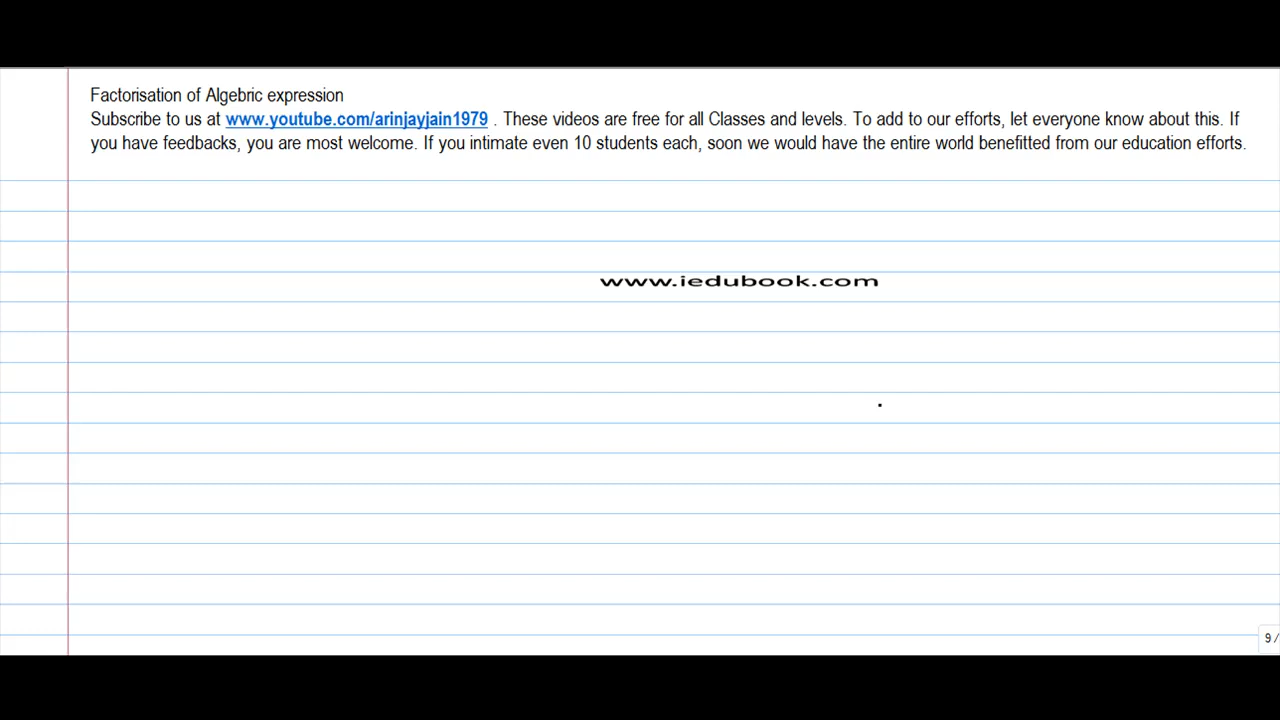 Factorisation of Algebric expression
Subscribe to us at www.youtube.com/arinjayjain1979 . These videos are free for all Classes and levels. To add to our efforts, let everyone know about this. If
you have feedbacks, you are most welcome. If you intimate even 10 students each, soon we would have the entire world benefitted from our education efforts.
www.iedubook.com
9 /